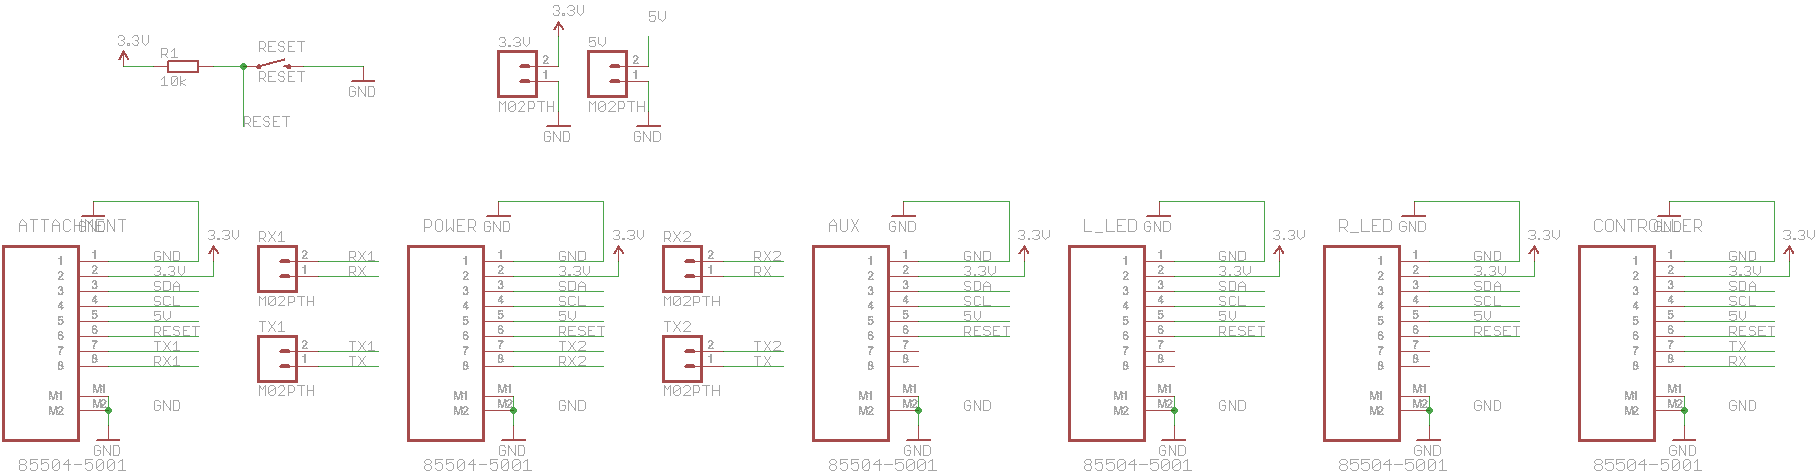 3.3V
R1
10k
RESET
RESET
GND
RESET
3.3V
3.3V
2
1
M02PTH
GND
5V
5V
2
1
M02PTH
GND
ATTACHMENT
GND
3.3V
1 1 GND
2 2 3.3V
3 3 SDA
4 4 SCL
5 5 5V
6 6 RESET
7 7 TX1
8 8 RX1
M1 M1
M2 M2 GND
GND
85504-5001
RX1
2 RX1
1 RX
M02PTH
TX1
2 TX1
1 TX
M02PTH
POWER
GND
3.3V
1 1 GND
2 2 3.3V
3 3 SDA
4 4 SCL
5 5 5V
6 6 RESET
7 7 TX2
8 8 RX2
M1 M1
M2 M2 GND
GND
85504-5001
RX2
2 RX2
1 RX
M02PTH
TX2
2 TX2
1 TX
M02PTH
AUX
GND
3.3V
1 1 GND
2 2 3.3V
3 3 SDA
4 4 SCL
5 5 5V
6 6 RESET
7 7
8 8
M1 M1
M2 M2 GND
GND
85504-5001
L_LED
GND
3.3V
1 1 GND
2 2 3.3V
3 3 SDA
4 4 SCL
5 5 5V
6 6 RESET
7 7
8 8
M1 M1
M2 M2 GND
GND
85504-5001
R_LED
GND
3.3V
1 1 GND
2 2 3.3V
3 3 SDA
4 4 SCL
5 5 5V
6 6 RESET
7 7
8 8
M1 M1
M2 M2 GND
GND
85504-5001
CONTROLLER
GND
3.3V
1 1 GND
2 2 3.3V
3 3 SDA
4 4 SCL
5 5 5V
6 6 RESET
7 7 TX
8 8 RX
M1 M1
M2 M2 GND
GND
85504-5001